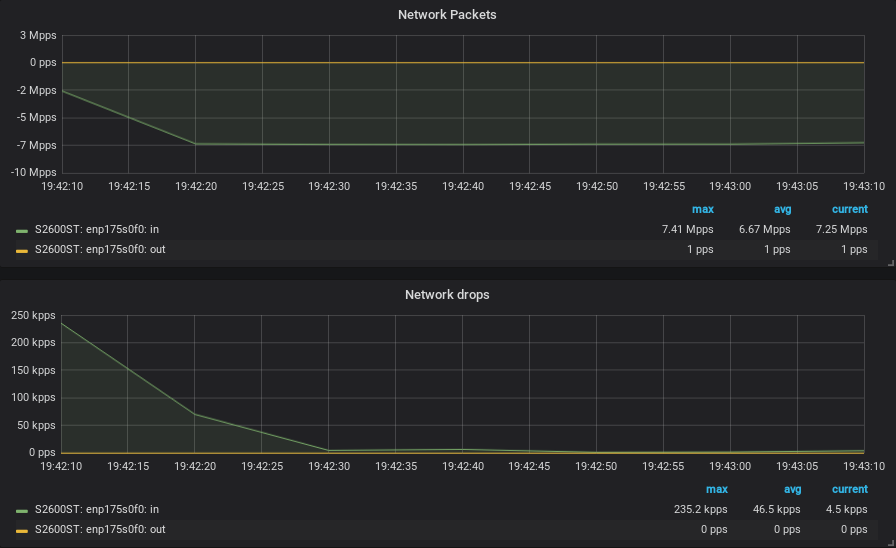 Network Packets
3 Mpps
0 pps
-2 Mpps
-5 Mpps
-7 Mpps
-10 Mpps
19:42:10 19:42:15 19:42:20 19:42:25 19:42:30 19:42:35 19:42:40 19:42:45 19:42:50 19:42:55 19:43:00 19:43:05 19:43:10
max avg current
S2600ST: enp175s0f0: in 7.41 Mpps 6.67 Mpps 7.25 Mpps
S2600ST: enp175s0f0: out 1 pps 1 pps 1 pps
Network drops
250 kpps
200 kpps
150 kpps
100 kpps
50 kpps
0 pps
19:42:10 19:42:15 19:42:20 19:42:25 19:42:30 19:42:35 19:42:40 19:42:45 19:42:50 19:42:55 19:43:00 19:43:05 19:43:10
max avg current
S2600ST: enp175s0f0: in 235.2 kpps 46.5 kpps 4.5 kpps
S2600ST: enp175s0f0: out 0 pps 0 pps 0 pps